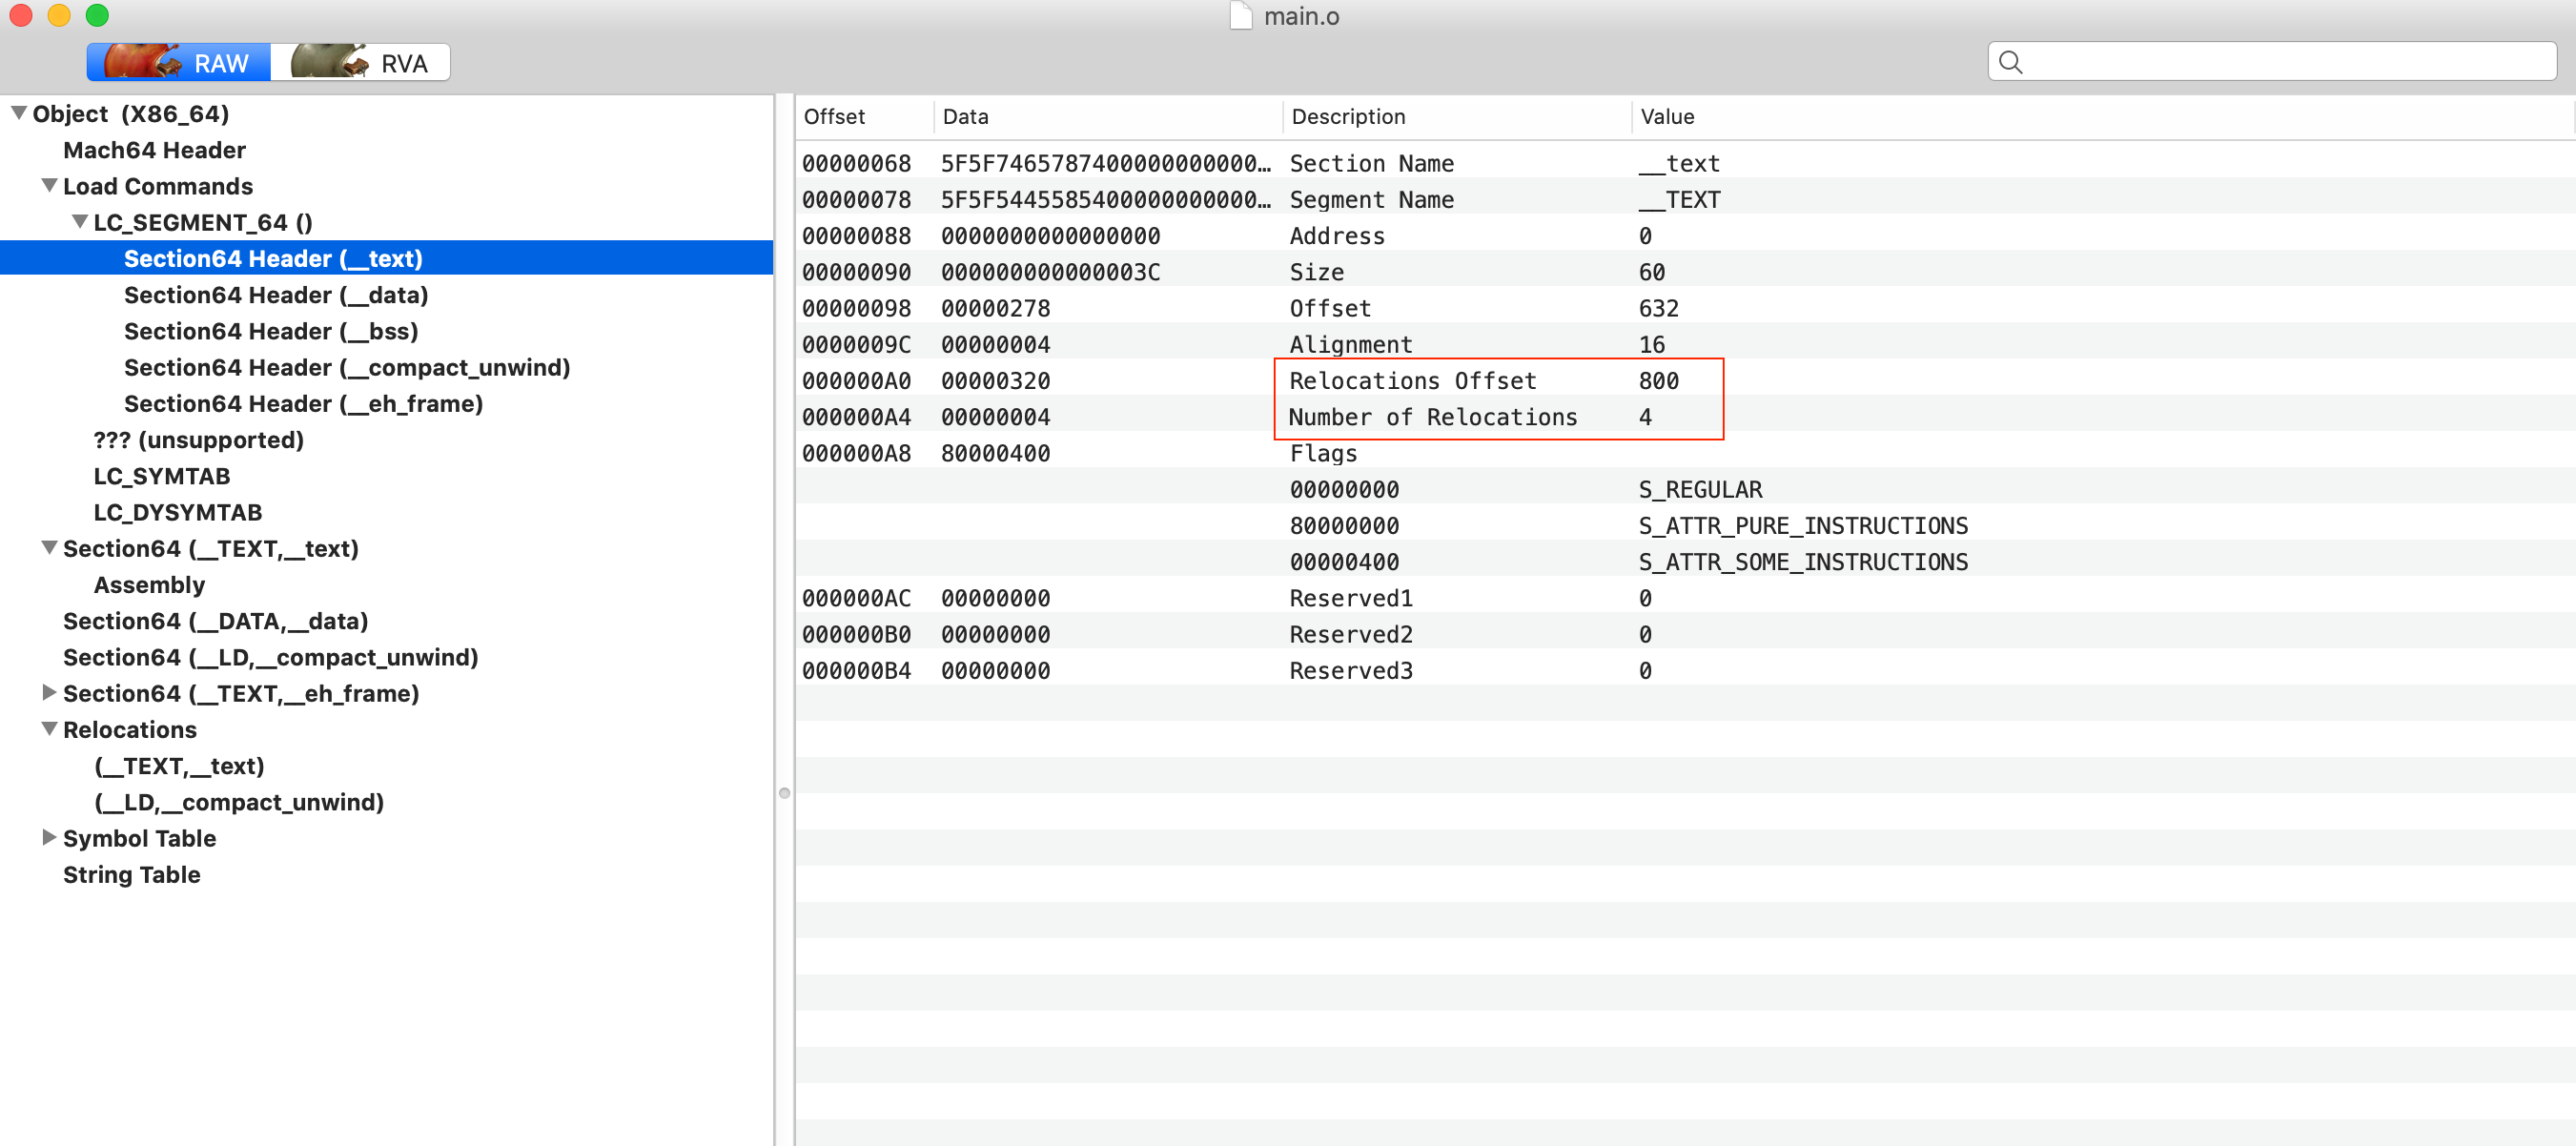 main.o
RAW RVA
Object (X86_64)
Mach64 Header
Load Commands
LC_SEGMENT_64 ()
Section64 Header (__text)
Section64 Header (__data)
Section64 Header (__bss)
Section64 Header (__compact_unwind)
Section64 Header (__eh_frame)
??? (unsupported)
LC_SYMTAB
LC_DYSYMTAB
Section64 (__TEXT,__text)
Assembly
Section64 (__DATA,__data)
Section64 (__LD,__compact_unwind)
Section64 (__TEXT,__eh_frame)
Relocations
(__TEXT,__text)
(__LD,__compact_unwind)
Symbol Table
String Table
Offset Data Description Value
00000068 5F5F7465787400000000000… Section Name __text
00000078 5F5F5445585400000000000… Segment Name __TEXT
00000088 0000000000000000 Address 0
00000090 000000000000003C Size 60
00000098 00000278 Offset 632
0000009C 00000004 Alignment 16
000000A0 00000320 Relocations Offset 800
000000A4 00000004 Number of Relocations 4
000000A8 80000400 Flags
00000000 S_REGULAR
80000000 S_ATTR_PURE_INSTRUCTIONS
00000400 S_ATTR_SOME_INSTRUCTIONS
000000AC 00000000 Reserved1 0
000000B0 00000000 Reserved2 0
000000B4 00000000 Reserved3 0